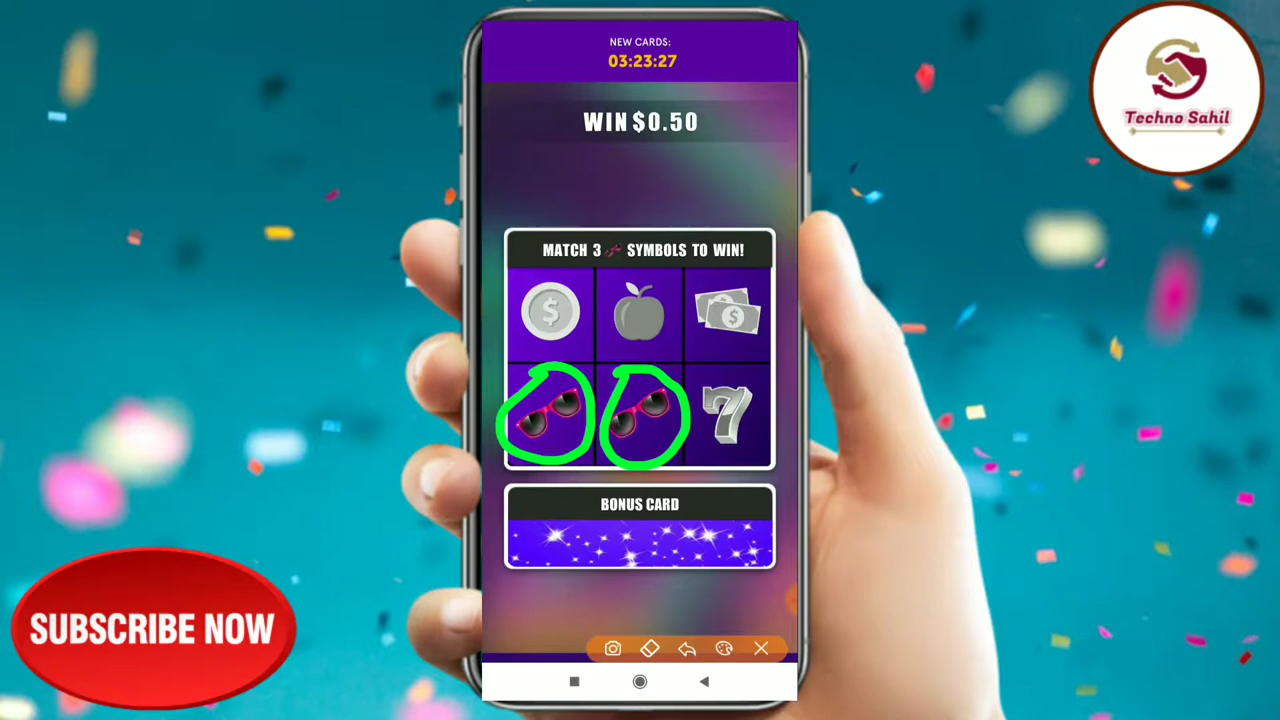 NEW CARDS:
03:23:27
WIN $0.50
MATCH 3 SYMBOLS TO WIN!
BONUS CARD
Techno Sahil
SUBSCRIBE NOW